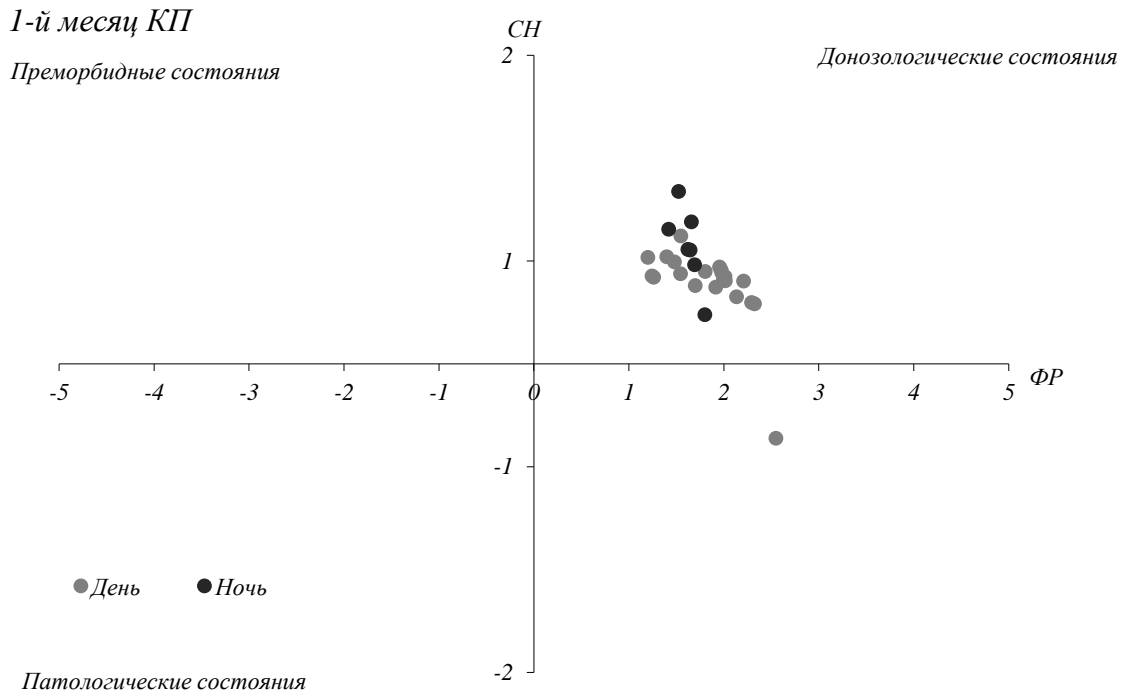 1-й месяц КП
СН
2
Преморбидные состояния
Донозологические состояния
1
-5 -4 -3 -2 -1 0 1 2 3 4 5 ФР
-1
День Ночь
-2
Патологические состояния